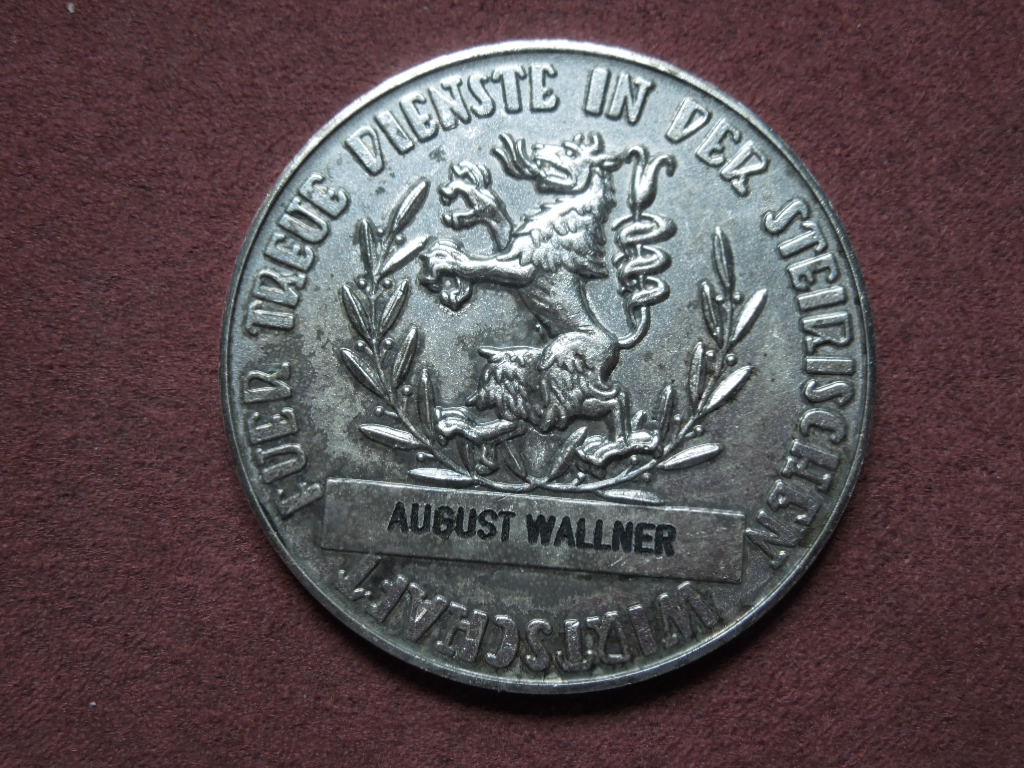 FUER TREUE DIENSTE IN DER STEIRISCHEN WIRTSCHAFT
AUGUST WALLNER